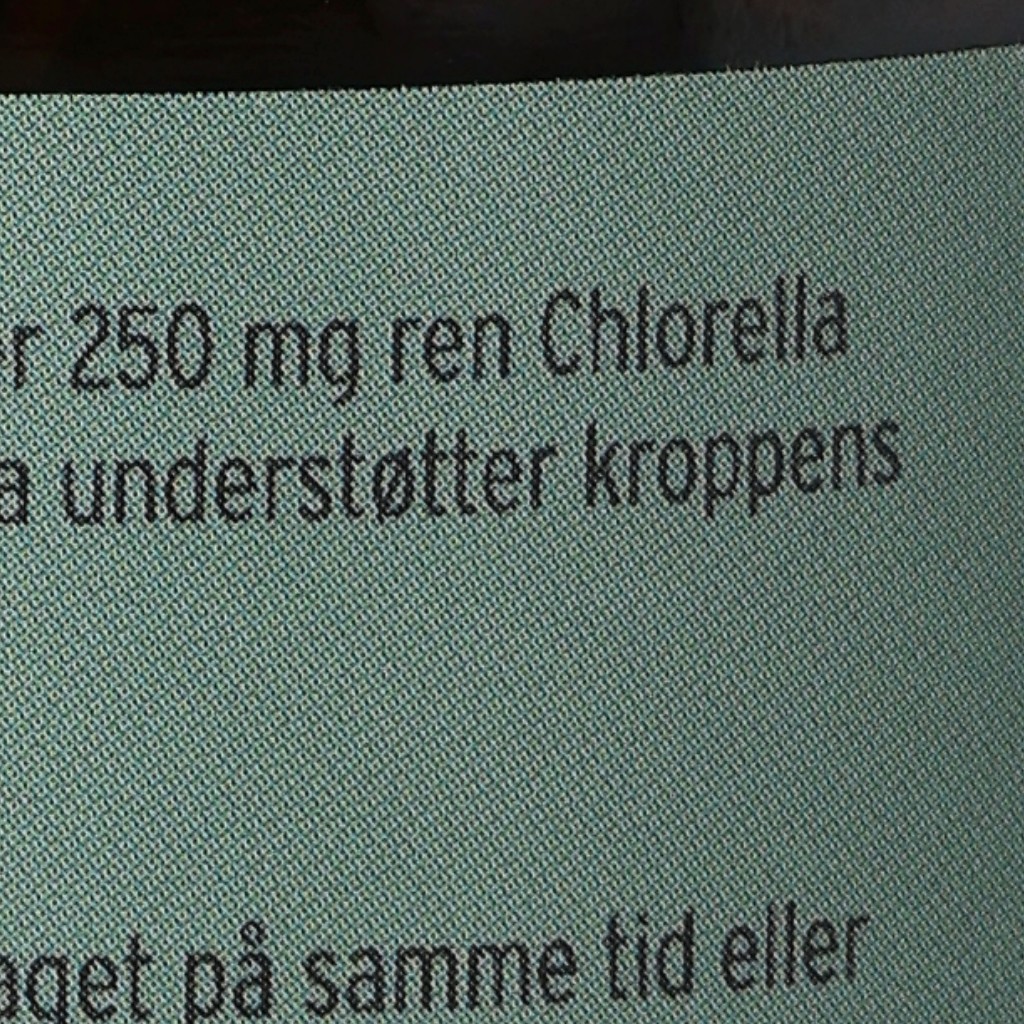 250 mg ren Chlorella
understøtter kroppens
på samme tid eller